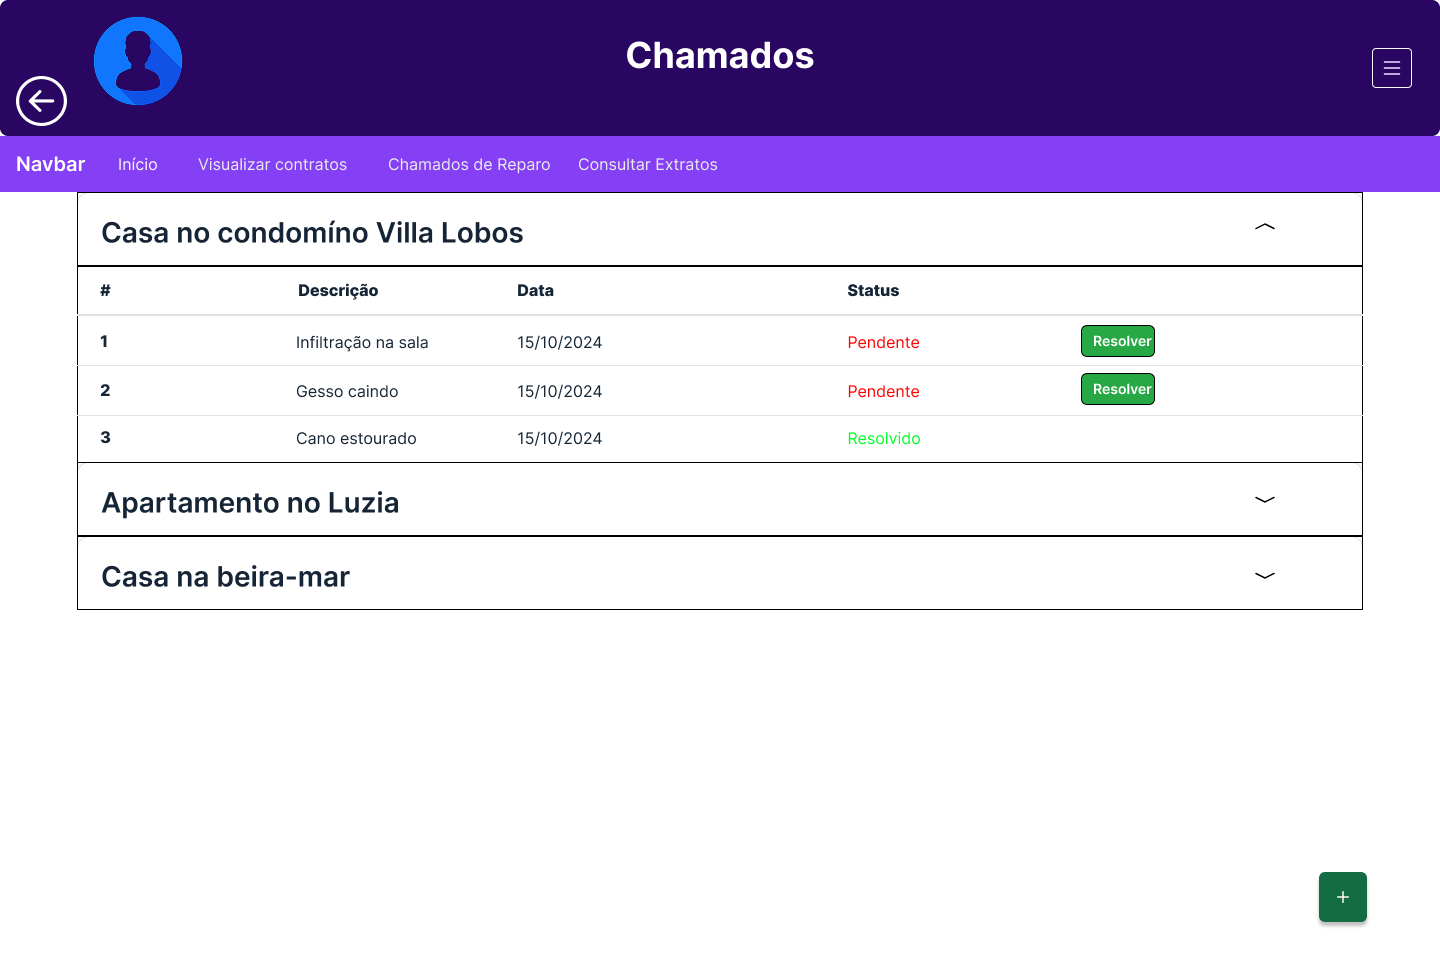 Chamados
Navbar Início Visualizar contratos Chamados de Reparo Consultar Extratos
Casa no condomíno Villa Lobos
# Descrição Data Status
1 Infiltração na sala 15/10/2024 Pendente Resolver
2 Gesso caindo 15/10/2024 Pendente Resolver
3 Cano estourado 15/10/2024 Resolvido
Apartamento no Luzia
Casa na beira-mar
+